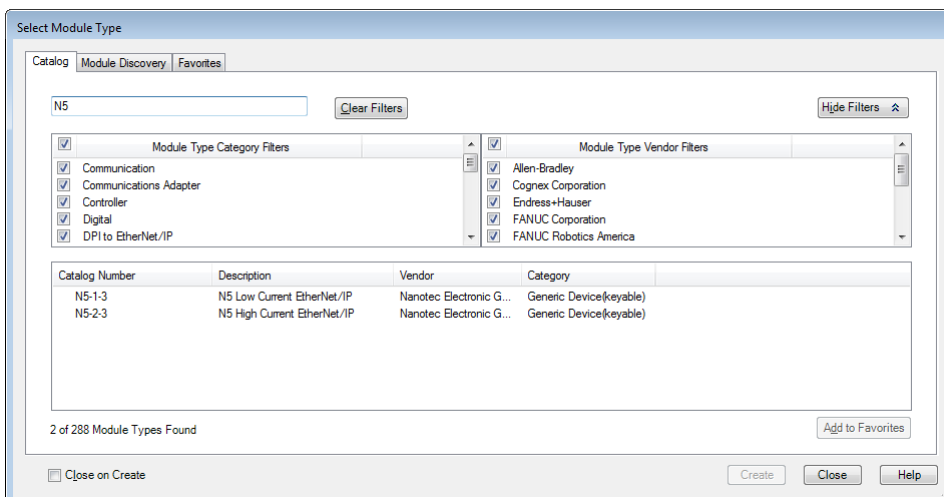 Select Module Type
Catalog Module Discovery Favorites
N5 Clear Filters Hide Filters
Module Type Category Filters Module Type Vendor Filters
Communication Allen-Bradley
Communications Adapter Cognex Corporation
Controller Endress+Hauser
Digital FANUC Corporation
DPI to EtherNet/IP FANUC Robotics America
Catalog Number Description Vendor Category
N5-1-3 N5 Low Current EtherNet/IP Nanotec Electronic G... Generic Device(keyable)
N5-2-3 N5 High Current EtherNet/IP Nanotec Electronic G... Generic Device(keyable)
2 of 288 Module Types Found Add to Favorites
Close on Create Create Close Help